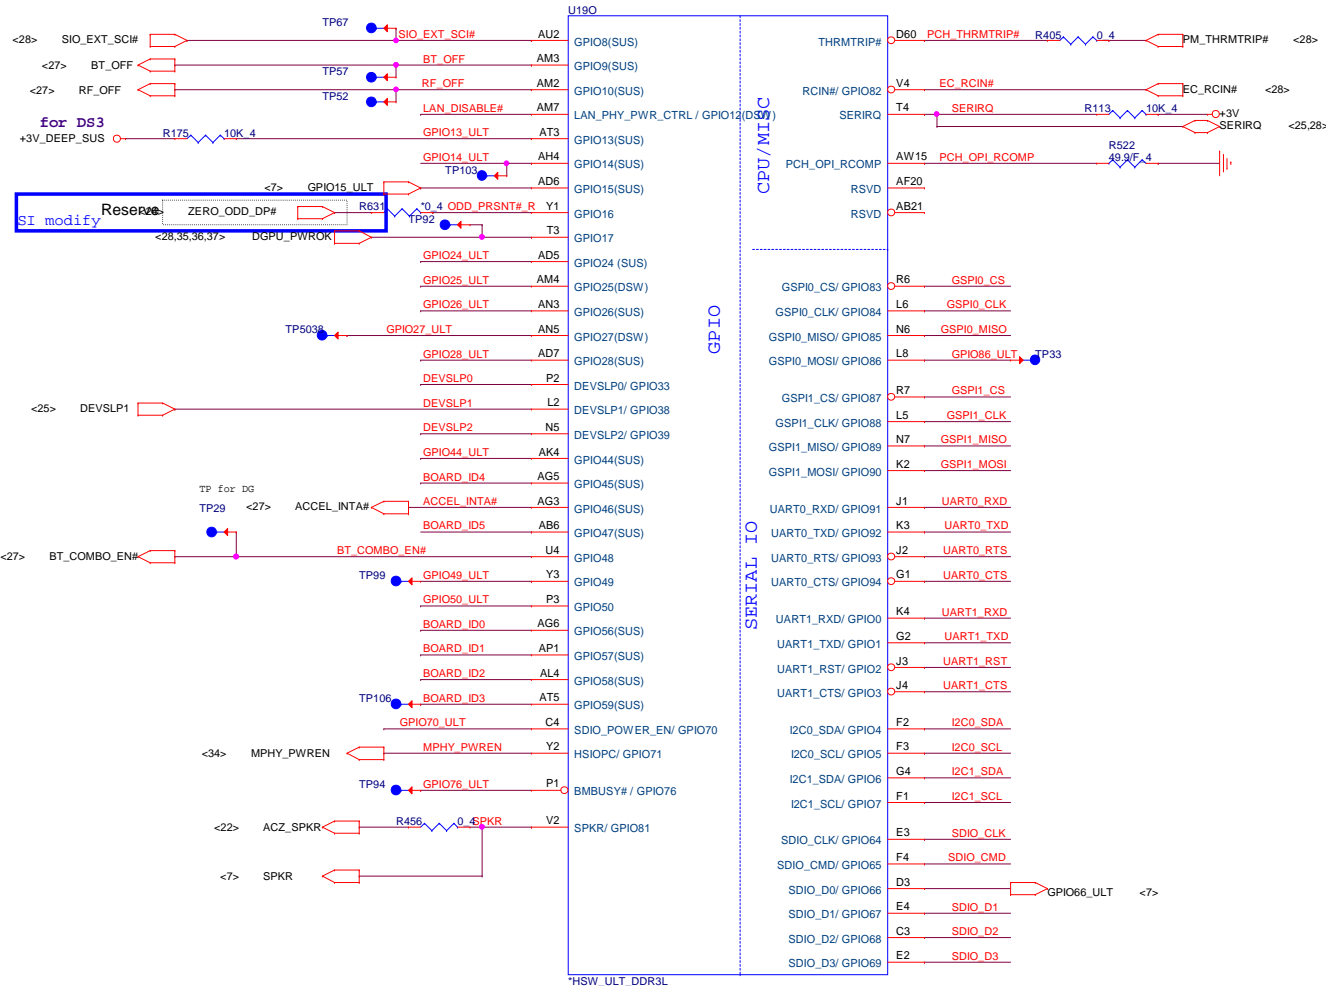 U19O
TP67
<28> SIO_EXT_SCI# SIO_EXT_SCI# AU2 GPIO8(SUS) THRMTRIP# D60 PCH_THRMTRIP# R405 0_4 PM_THRMTRIP# <28>
<27> BT_OFF TP57 BT_OFF AM3 GPIO9(SUS)
<27> RF_OFF TP52 RF_OFF AM2 GPIO10(SUS) RCIN#/ GPIO82 V4 EC_RCIN# EC_RCIN# <28>
LAN_DISABLE# AM7 LAN_PHY_PWR_CTRL / GPIO12(DSW) SERIRQ T4 SERIRQ R113 10K_4 +3V
SERIRQ <25,28>
for DS3
+3V_DEEP_SUS R175 10K_4 GPIO13_ULT AT3 GPIO13(SUS)
GPIO14_ULT TP103 AH4 GPIO14(SUS) PCH_OPI_RCOMP AW15 PCH_OPI_RCOMP R522 49.9/F_4
<7> GPIO15_ULT AD6 GPIO15(SUS) RSVD AF20
SI modify Reserve ZERO_ODD_DP# R631 *0_4 ODD_PRSNT#_R Y1 GPIO16 RSVD AB21
TP92
<28,35,36,37> DGPU_PWROK T3 GPIO17
CPU/MISC
GPIO24_ULT AD5 GPIO24 (SUS)
GPIO25_ULT AM4 GPIO25(DSW) GSPI0_CS/ GPIO83 R6 GSPI0_CS
GPIO26_ULT AN3 GPIO26(SUS) GSPI0_CLK/ GPIO84 L6 GSPI0_CLK
TP5038 GPIO27_ULT AN5 GPIO27(DSW) GSPI0_MISO/ GPIO85 N6 GSPI0_MISO
GPIO
GPIO28_ULT AD7 GPIO28(SUS) GSPI0_MOSI/ GPIO86 L8 GPIO86_ULT TP33
DEVSLP0 P2 DEVSLP0/ GPIO33 GSPI1_CS/ GPIO87 R7 GSPI1_CS
<25> DEVSLP1 DEVSLP1 L2 DEVSLP1/ GPIO38 GSPI1_CLK/ GPIO88 L5 GSPI1_CLK
DEVSLP2 N5 DEVSLP2/ GPIO39 GSPI1_MISO/ GPIO89 N7 GSPI1_MISO
GPIO44_ULT AK4 GPIO44(SUS) GSPI1_MOSI/ GPIO90 K2 GSPI1_MOSI
BOARD_ID4 AG5 GPIO45(SUS)
TP for DG
TP29 <27> ACCEL_INTA# ACCEL_INTA# AG3 GPIO46(SUS) UART0_RXD/ GPIO91 J1 UART0_RXD
BOARD_ID5 AB6 GPIO47(SUS) UART0_TXD/ GPIO92 K3 UART0_TXD
<27> BT_COMBO_EN# BT_COMBO_EN# U4 GPIO48 UART0_RTS/ GPIO93 J2 UART0_RTS
TP99 GPIO49_ULT Y3 GPIO49 UART0_CTS/ GPIO94 G1 UART0_CTS
SERIAL IO
GPIO50_ULT P3 GPIO50 UART1_RXD/ GPIO0 K4 UART1_RXD
BOARD_ID0 AG6 GPIO56(SUS) UART1_TXD/ GPIO1 G2 UART1_TXD
BOARD_ID1 AP1 GPIO57(SUS) UART1_RST/ GPIO2 J3 UART1_RST
BOARD_ID2 AL4 GPIO58(SUS) UART1_CTS/ GPIO3 J4 UART1_CTS
TP106 BOARD_ID3 AT5 GPIO59(SUS)
GPIO70_ULT C4 SDIO_POWER_EN/ GPIO70 I2C0_SDA/ GPIO4 F2 I2C0_SDA
<34> MPHY_PWREN MPHY_PWREN Y2 HSIOPC/ GPIO71 I2C0_SCL/ GPIO5 F3 I2C0_SCL
I2C1_SDA/ GPIO6 G4 I2C1_SDA
TP94 GPIO76_ULT P1 BMBUSY# / GPIO76 I2C1_SCL/ GPIO7 F1 I2C1_SCL
<22> ACZ_SPKR R456 0_4 SPKR V2 SPKR/ GPIO81 SDIO_CLK/ GPIO64 E3 SDIO_CLK
SDIO_CMD/ GPIO65 F4 SDIO_CMD
<7> SPKR SDIO_D0/ GPIO66 D3 GPIO66_ULT <7>
SDIO_D1/ GPIO67 E4 SDIO_D1
SDIO_D2/ GPIO68 C3 SDIO_D2
SDIO_D3/ GPIO69 E2 SDIO_D3
*HSW_ULT_DDR3L